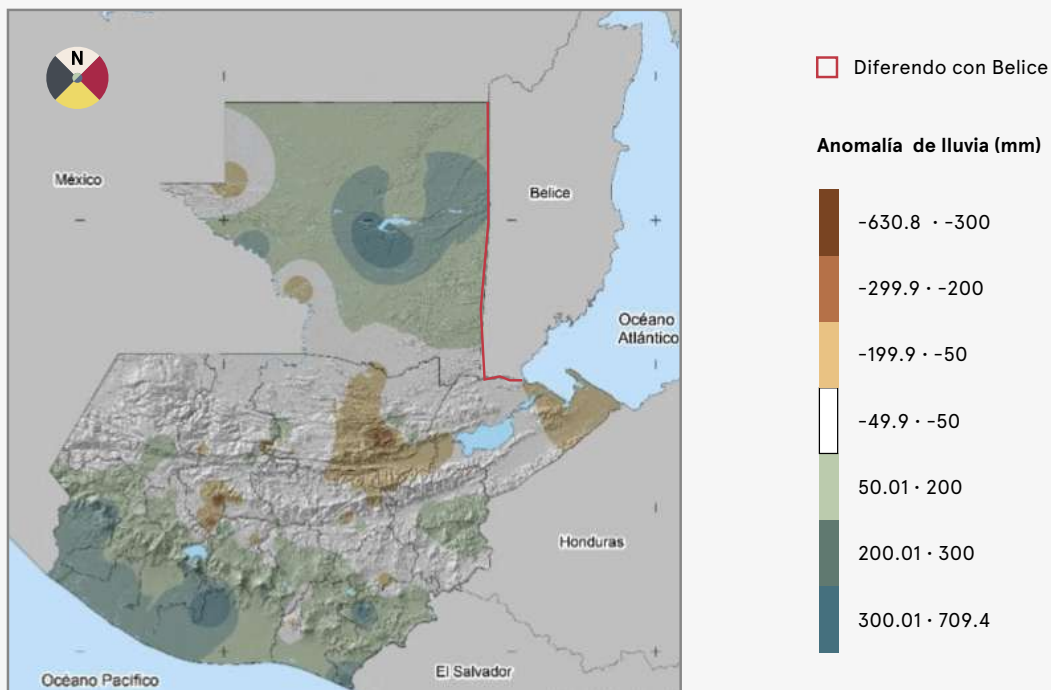 N
México
Belice
Océano
Atlántico
Honduras
El Salvador
Océano Pacífico
Diferendo con Belice
Anomalía de lluvia (mm)
-630.8 · -300
-299.9 · -200
-199.9 · -50
-49.9 · -50
50.01 · 200
200.01 · 300
300.01 · 709.4